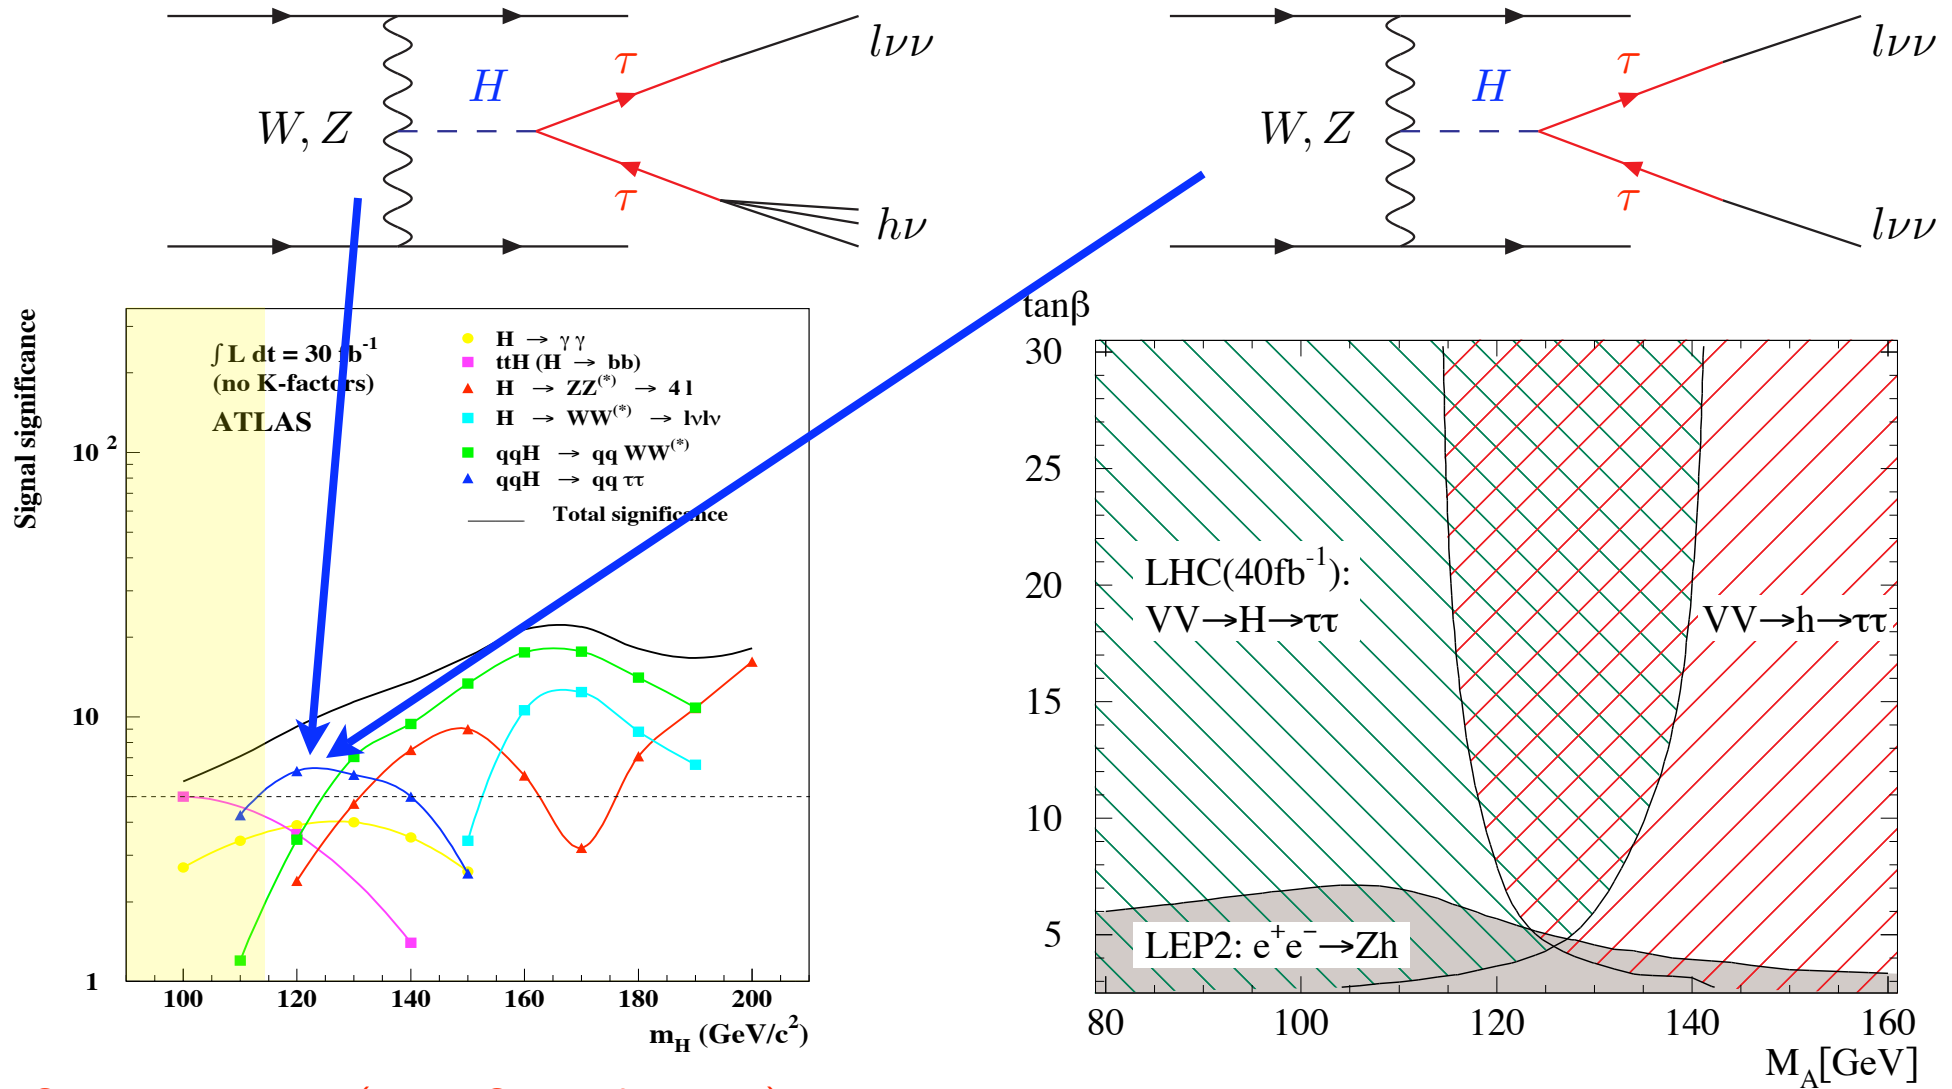 lνν
τ
H
W, Z
τ
hν
lνν
τ
H
W, Z
τ
lνν
Signal significance
∫ L dt = 30 fb⁻¹
(no K-factors)
ATLAS
H → γ γ
ttH (H → bb)
H → ZZ⁽*⁾ → 4 l
H → WW⁽*⁾ → lνlν
qqH → qq WW⁽*⁾
qqH → qq ττ
Total significance
10 ²
10
1
100 120 140 160 180 200
m_H (GeV/c²)
tanβ
30
25
20
15
10
5
LHC(40fb⁻¹):
VV→H→ττ
VV→h→ττ
LEP2: e⁺e⁻→Zh
80 100 120 140 160
M_A[GeV]